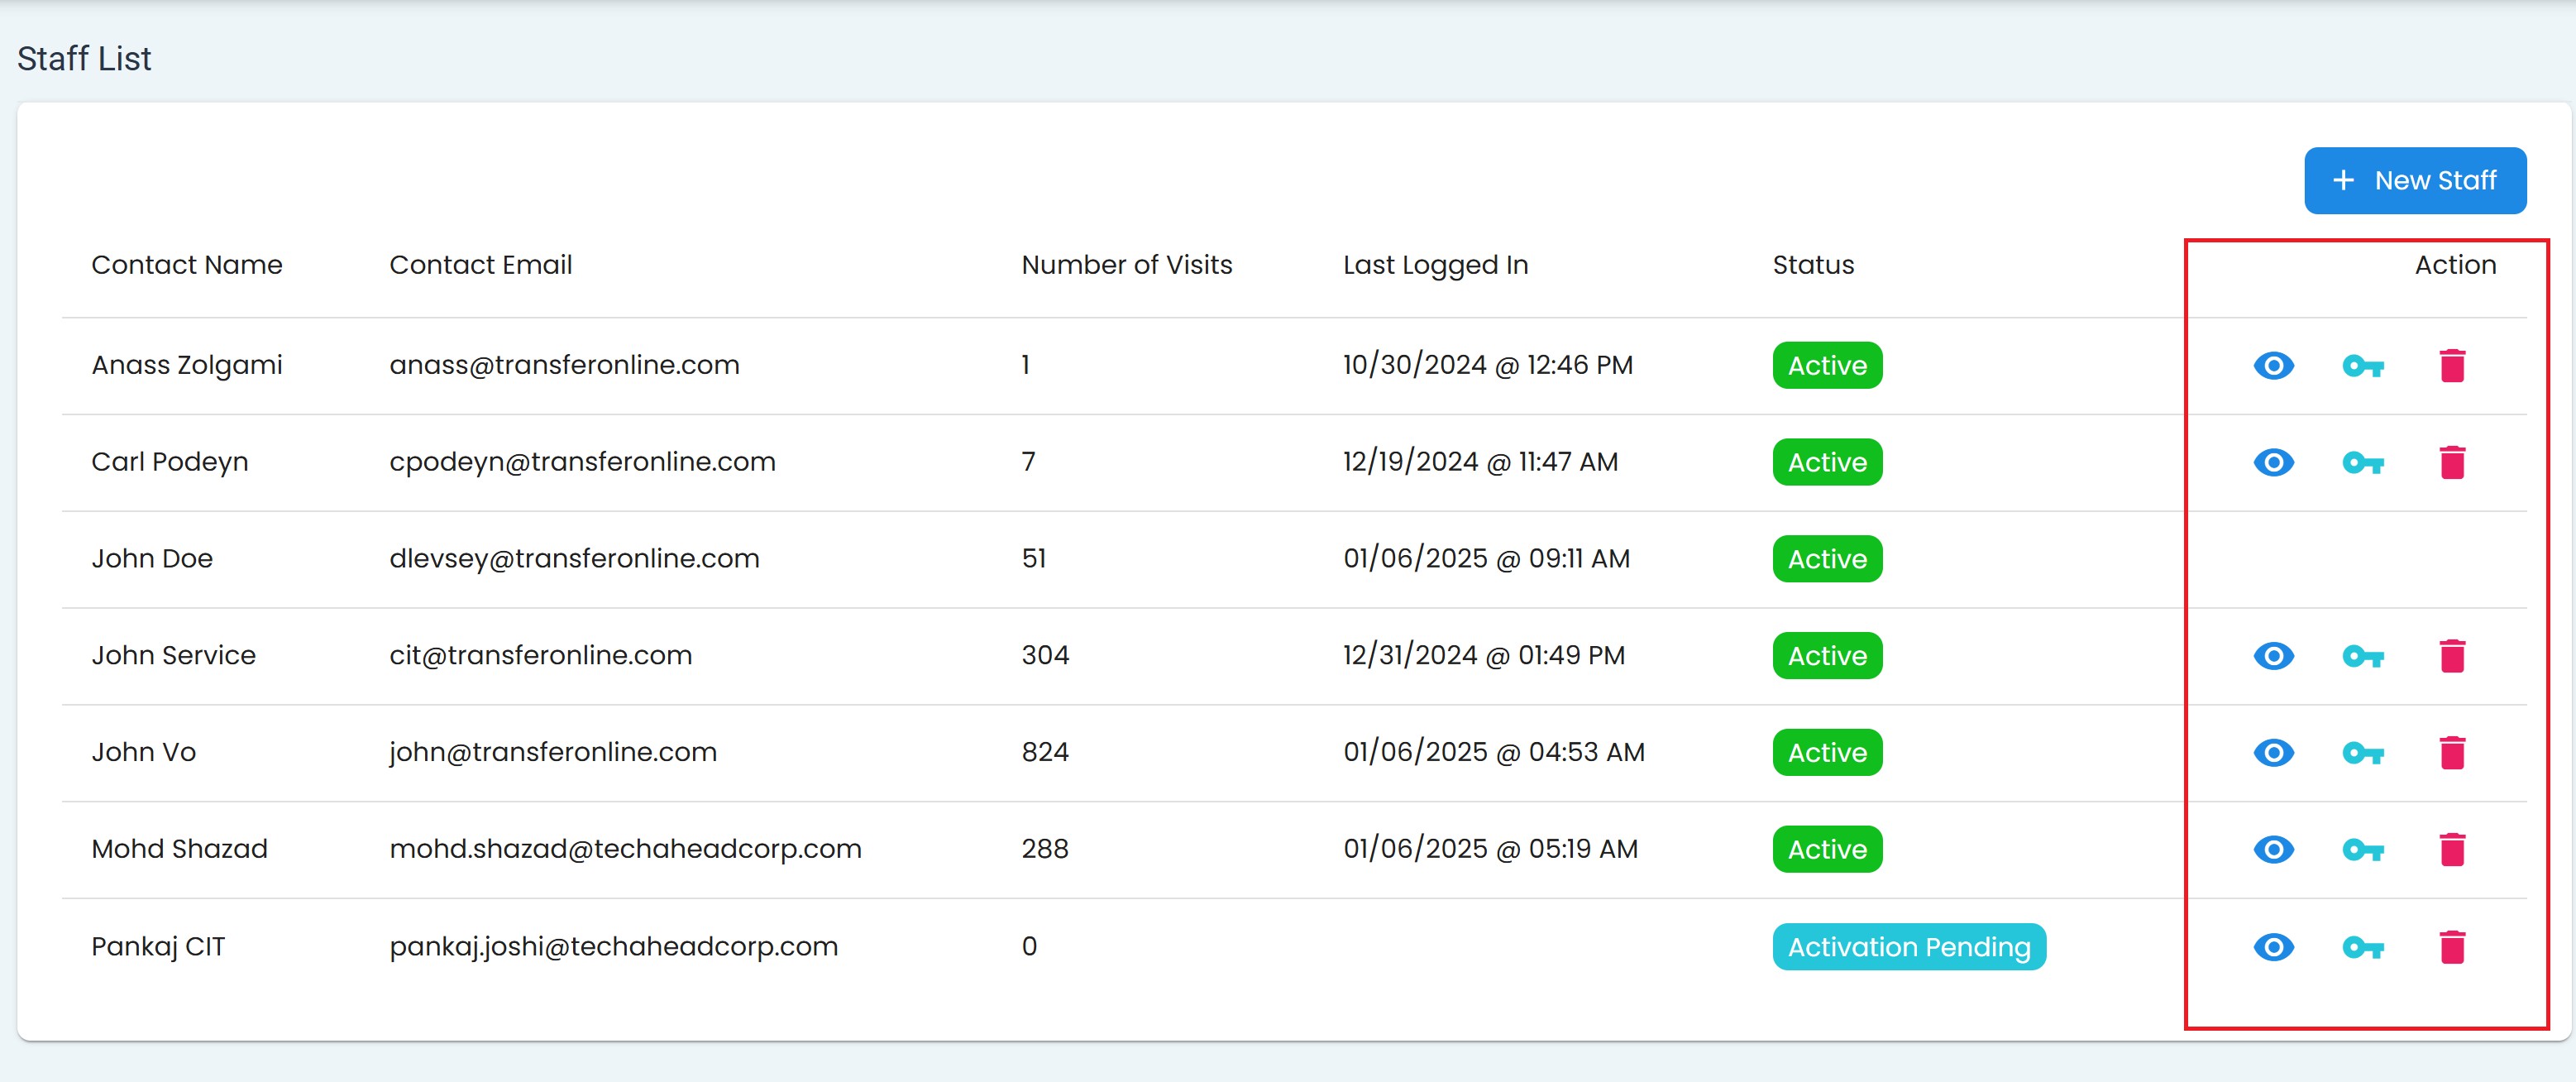 Staff List
+ New Staff
Contact Name Contact Email Number of Visits Last Logged In Status Action
Anass Zolgami anass@transferonline.com 1 10/30/2024 @ 12:46 PM Active
Carl Podeyn cpodeyn@transferonline.com 7 12/19/2024 @ 11:47 AM Active
John Doe dlevsey@transferonline.com 51 01/06/2025 @ 09:11 AM Active
John Service cit@transferonline.com 304 12/31/2024 @ 01:49 PM Active
John Vo john@transferonline.com 824 01/06/2025 @ 04:53 AM Active
Mohd Shazad mohd.shazad@techaheadcorp.com 288 01/06/2025 @ 05:19 AM Active
Pankaj CIT pankaj.joshi@techaheadcorp.com 0 Activation Pending